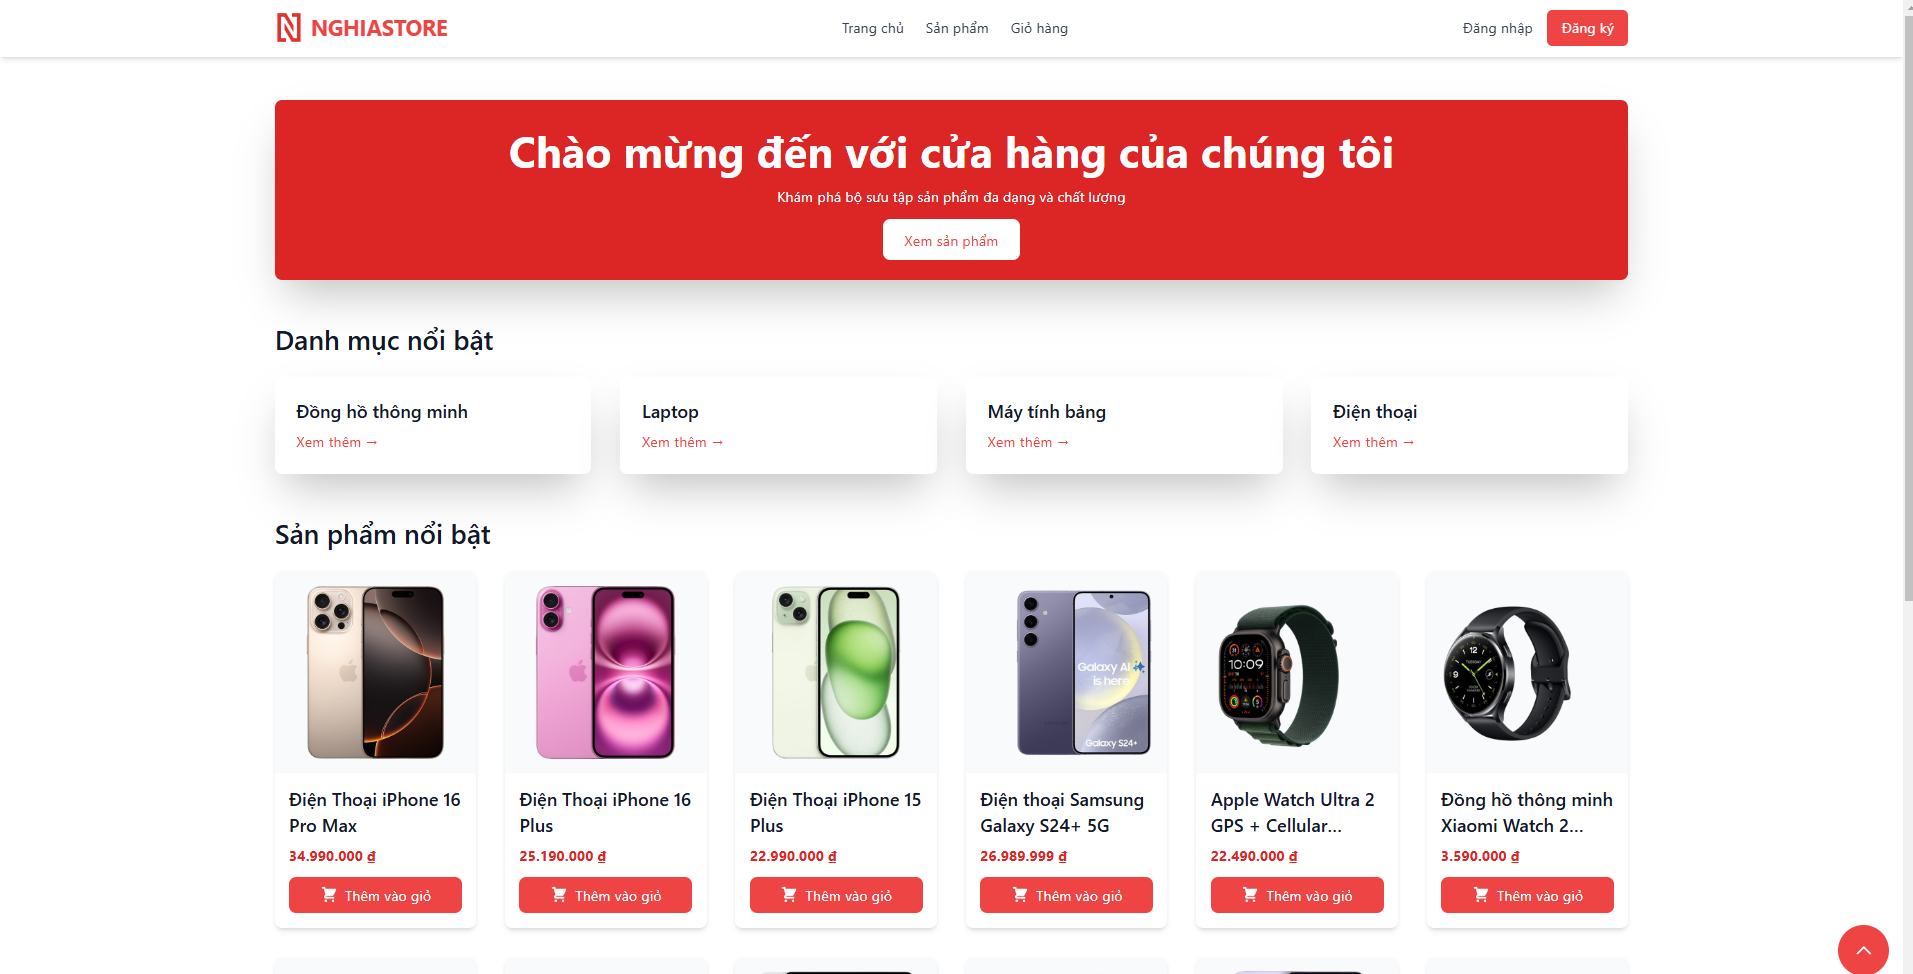 NGHIASTORE
Trang chủ
Sản phẩm
Giỏ hàng
Đăng nhập
Đăng ký
Chào mừng đến với cửa hàng của chúng tôi
Khám phá bộ sưu tập sản phẩm đa dạng và chất lượng
Xem sản phẩm
Danh mục nổi bật
Đồng hồ thông minh
Xem thêm →
Laptop
Xem thêm →
Máy tính bảng
Xem thêm →
Điện thoại
Xem thêm →
Sản phẩm nổi bật
Galaxy AI
is here
Galaxy S24+
10:09
12
9
Điện Thoại iPhone 16
Pro Max
34.990.000 ₫
Thêm vào giỏ
Điện Thoại iPhone 16
Plus
25.190.000 ₫
Thêm vào giỏ
Điện Thoại iPhone 15
Plus
22.990.000 ₫
Thêm vào giỏ
Điện thoại Samsung
Galaxy S24+ 5G
26.989.999 ₫
Thêm vào giỏ
Apple Watch Ultra 2
GPS + Cellular...
22.490.000 ₫
Thêm vào giỏ
Đồng hồ thông minh
Xiaomi Watch 2...
3.590.000 ₫
Thêm vào giỏ